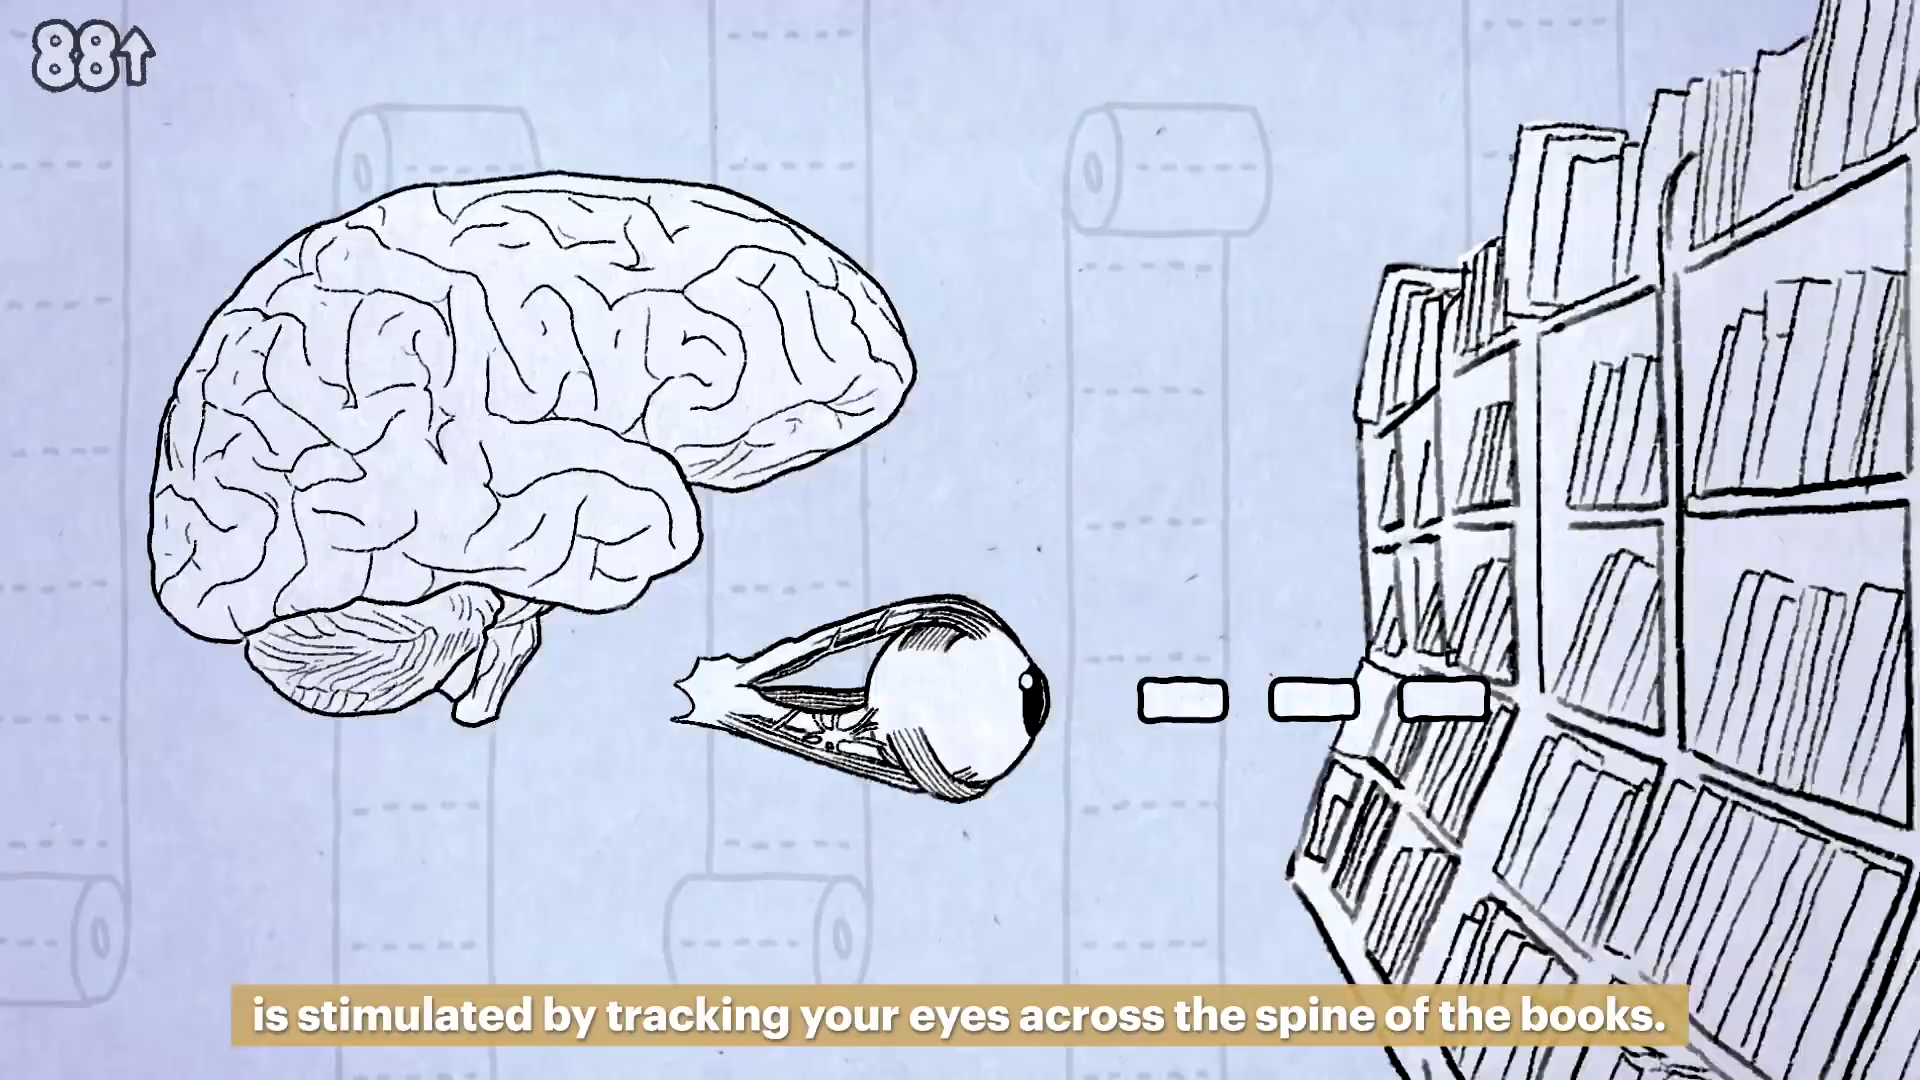 88↑
is stimulated by tracking your eyes across the spine of the books.